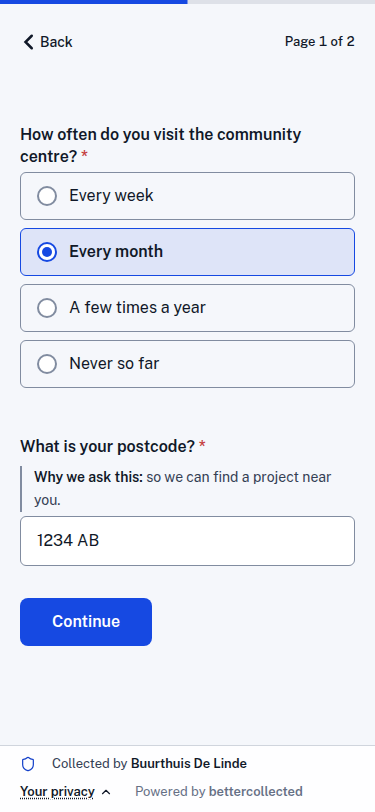 Back
Page 1 of 2
How often do you visit the community
centre? *
Every week
Every month
A few times a year
Never so far
What is your postcode? *
Why we ask this: so we can find a project near
you.
1234 AB
Continue
Collected by Buurthuis De Linde
Your privacy
Powered by bettercollected